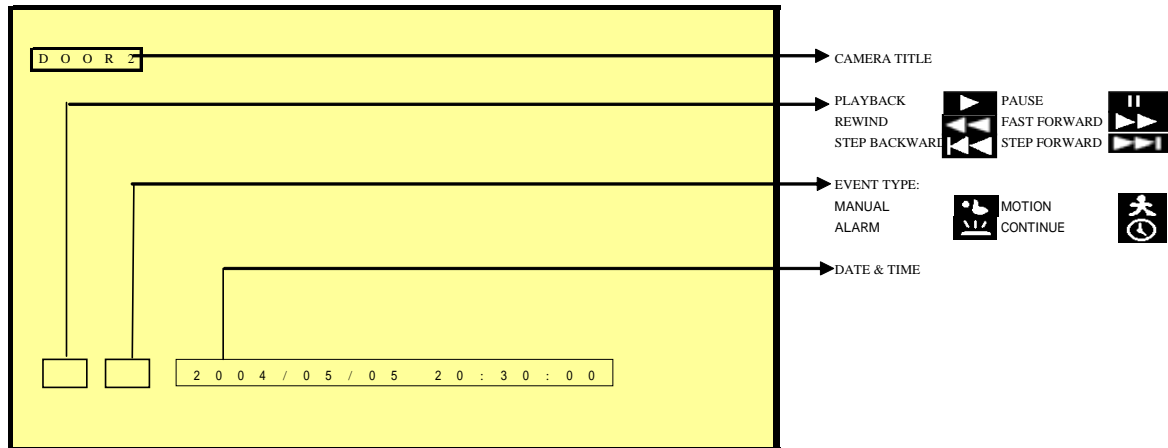 DOOR2
CAMERA TITLE
PLAYBACK PAUSE
REWIND FAST FORWARD
STEP BACKWARD STEP FORWARD
EVENT TYPE:
MANUAL MOTION
ALARM CONTINUE
DATE & TIME
2004/05/05 20:30:00